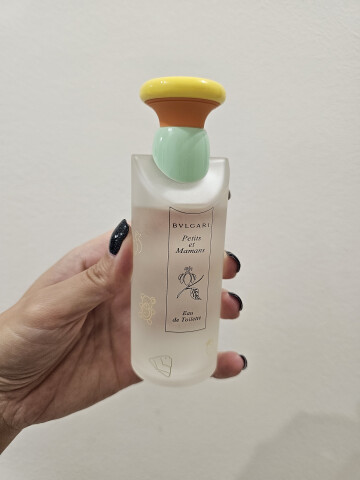 BVLGARI
Petits
et
Mamans
Eau
de Toilette